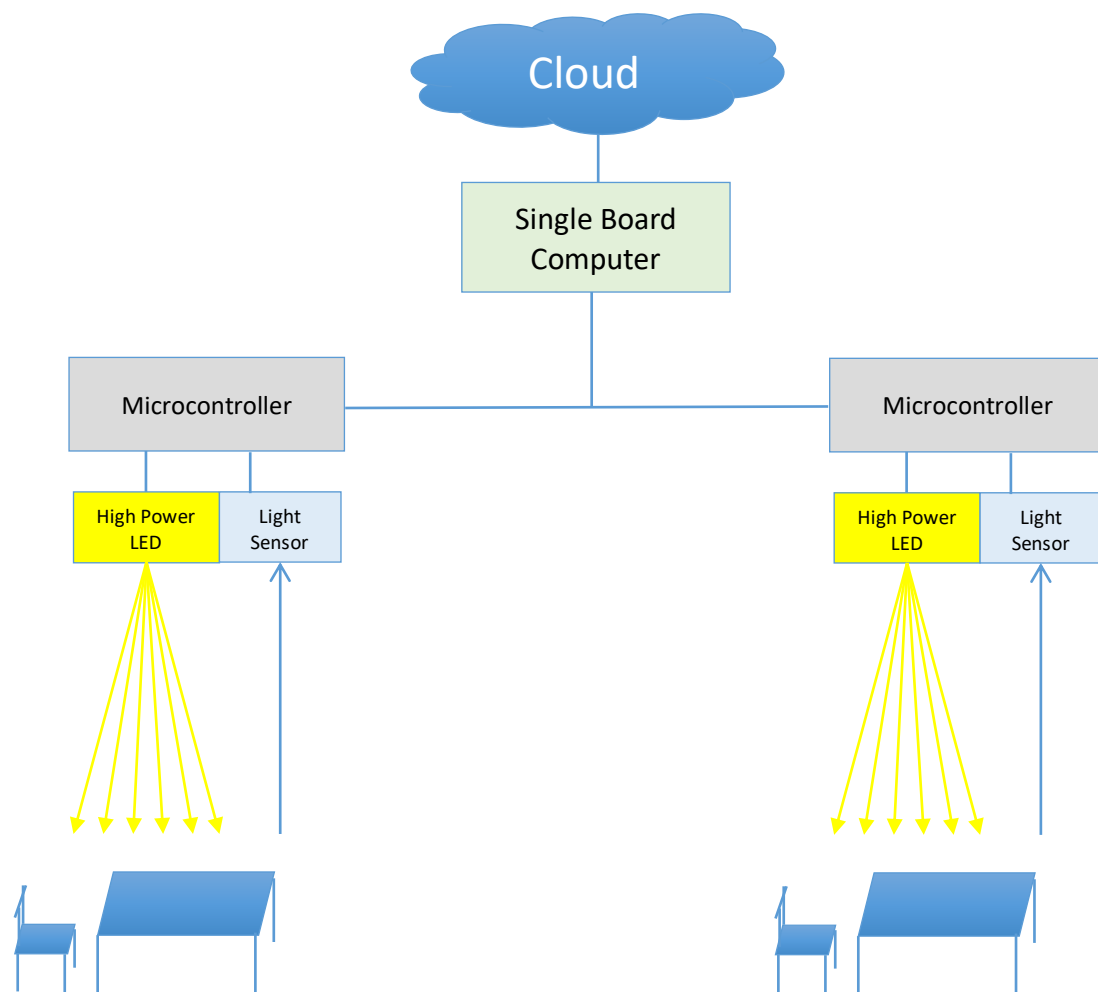 Cloud
Single Board
Computer
Microcontroller
Microcontroller
High Power
LED
Light
Sensor
High Power
LED
Light
Sensor